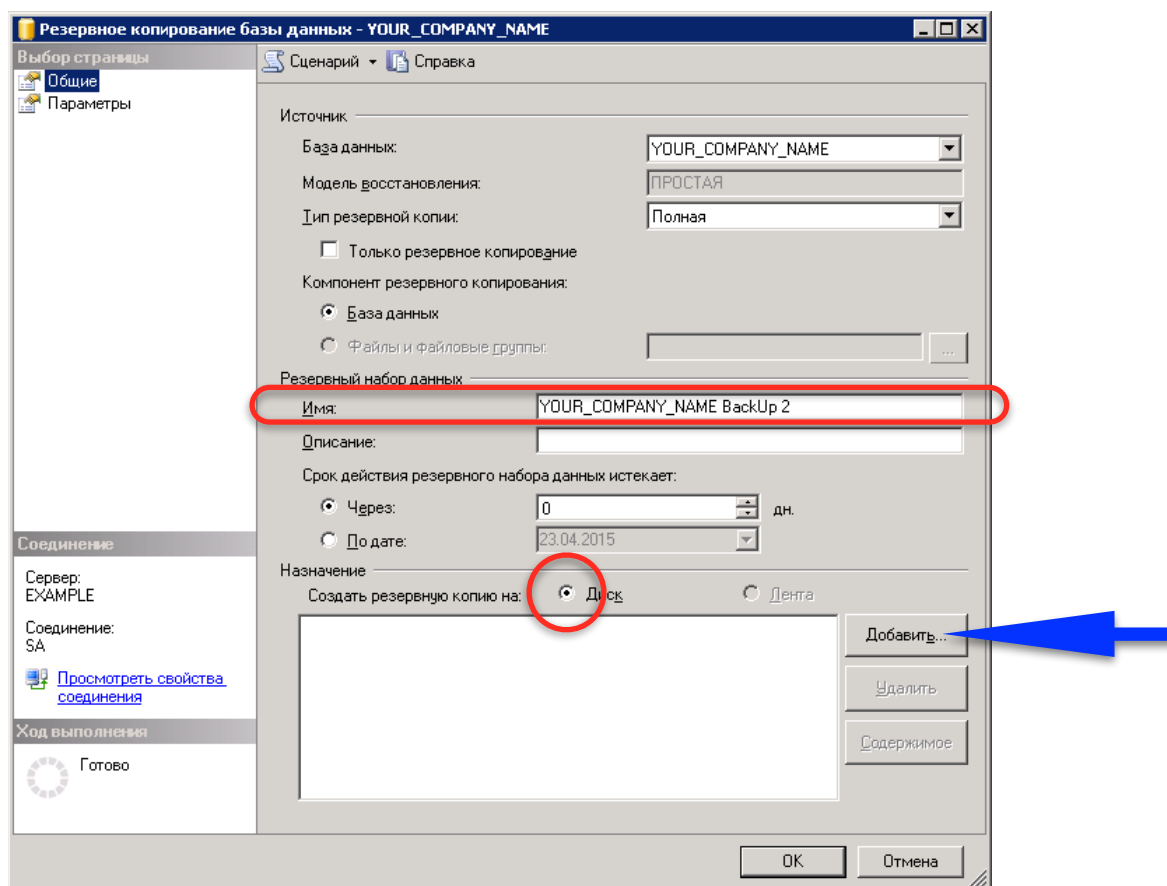 Резервное копирование базы данных - YOUR_COMPANY_NAME
Выбор страницы
Общие
Параметры
Сценарий
Справка
Источник
База данных:
YOUR_COMPANY_NAME
Модель восстановления:
ПРОСТАЯ
Тип резервной копии:
Полная
Только резервное копирование
Компонент резервного копирования:
База данных
Файлы и файловые группы:
...
Резервный набор данных
Имя:
YOUR_COMPANY_NAME BackUp 2
Описание:
Срок действия резервного набора данных истекает:
Через:
0
дн.
По дате:
23.04.2015
Назначение
Создать резервную копию на:
Диск
Лента
Добавить...
Удалить
Содержимое
Соединение
Сервер:
EXAMPLE
Соединение:
SA
Просмотреть свойства
соединения
Ход выполнения
Готово
OK
Отмена